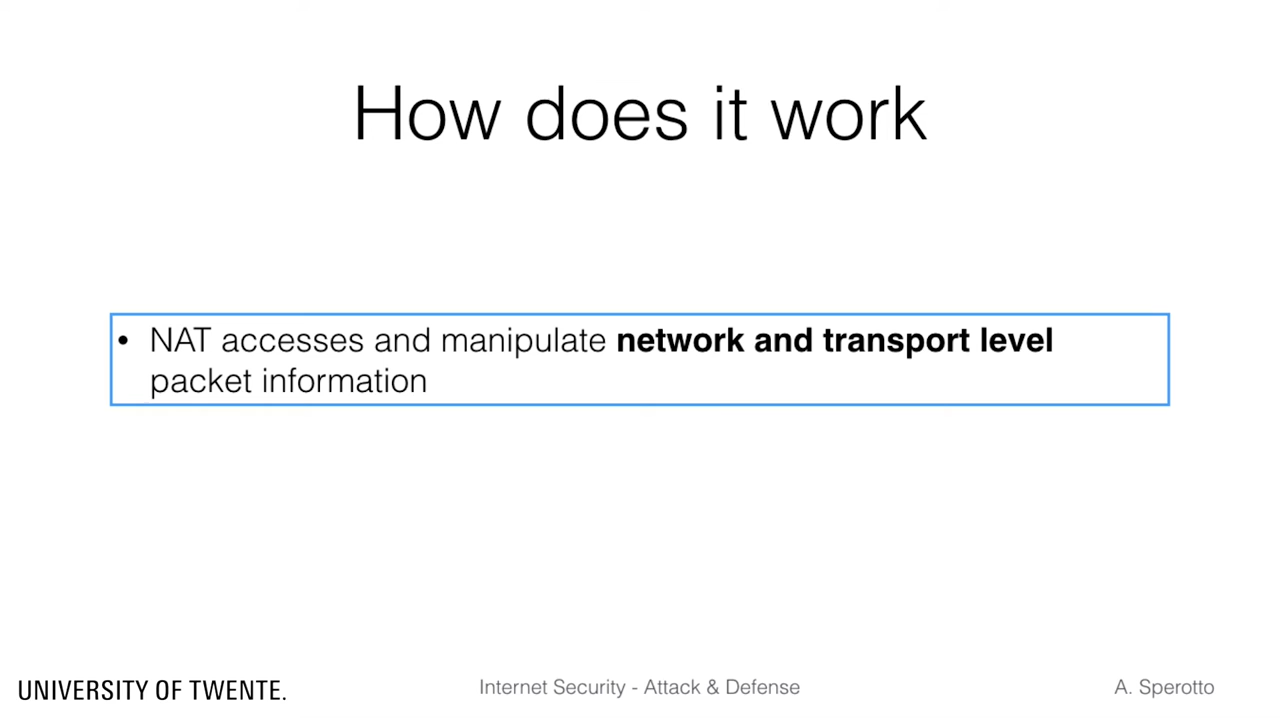 How does it work
• NAT accesses and manipulate network and transport level
packet information
UNIVERSITY OF TWENTE.
Internet Security - Attack & Defense
A. Sperotto